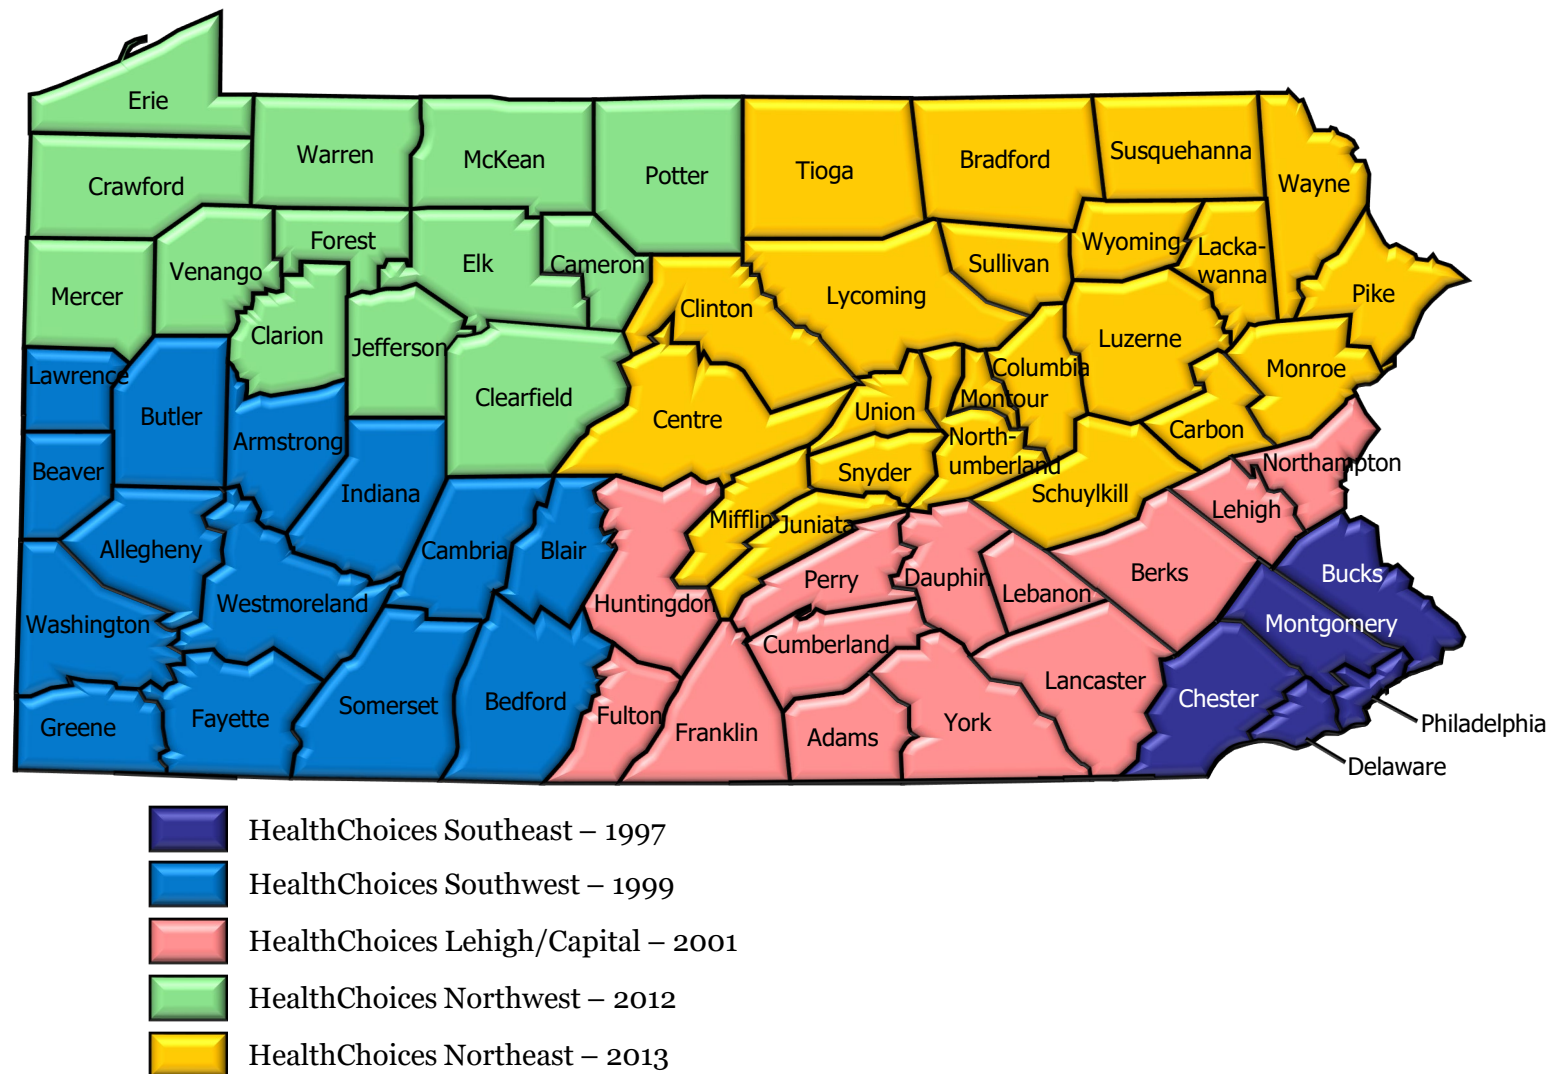 Erie
Crawford
Warren
McKean
Potter
Tioga
Bradford
Susquehanna
Wayne
Mercer
Venango
Forest
Elk
Cameron
Clinton
Lycoming
Sullivan
Wyoming
Lacka-
wanna
Pike
Clarion
Jefferson
Clearfield
Centre
Union
Montour
Columbia
Luzerne
Monroe
Lawrence
Butler
Armstrong
Indiana
Snyder
North-
umberland
Schuylkill
Carbon
Northampton
Lehigh
Beaver
Allegheny
Westmoreland
Cambria
Blair
Huntingdon
Mifflin
Juniata
Perry
Dauphin
Lebanon
Berks
Bucks
Montgomery
Washington
Greene
Fayette
Somerset
Bedford
Fulton
Franklin
Cumberland
Adams
York
Lancaster
Chester
Philadelphia
Delaware
HealthChoices Southeast – 1997
HealthChoices Southwest – 1999
HealthChoices Lehigh/Capital – 2001
HealthChoices Northwest – 2012
HealthChoices Northeast – 2013